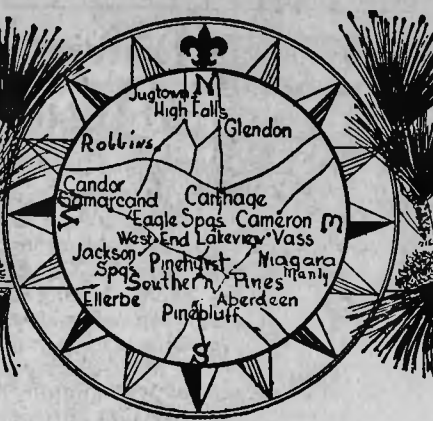 N
Jugtown
High Falls
Glendon
Robbins
Candor
Samarcand
Carthage
W
Eagle Spgs Cameron
E
West End Lakeview Vass
Jackson Spgs
Pinehurst
Niagara
Manly
Southern Pines
Ellerbe
Aberdeen
Pinebluff
S